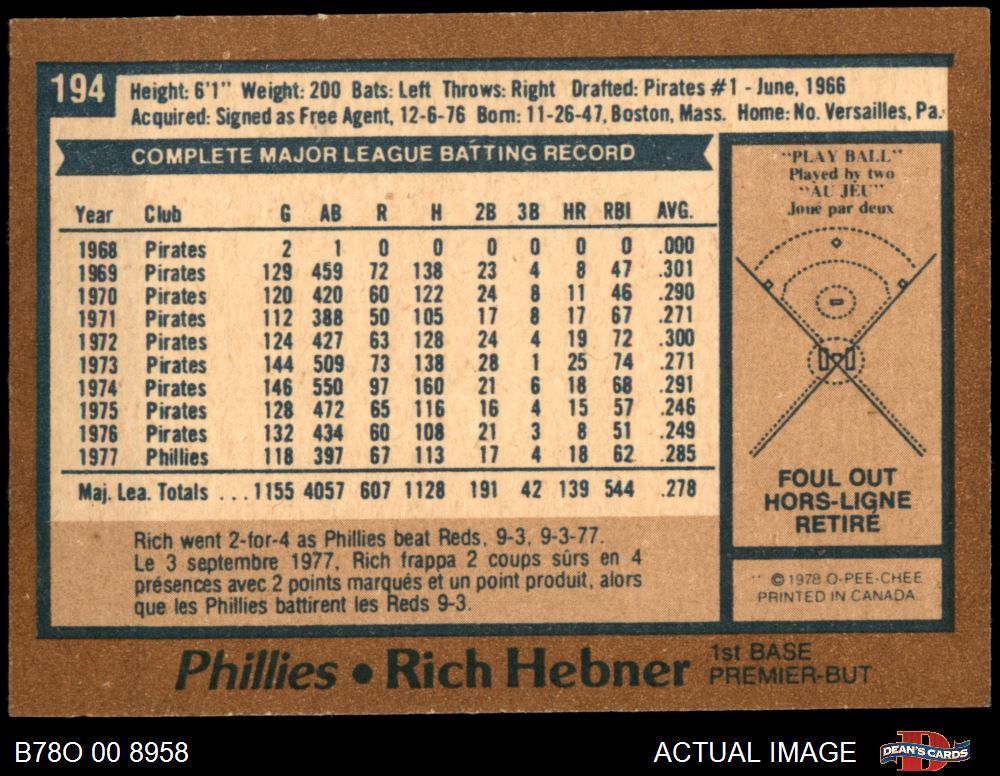 194
Height: 6'1" Weight: 200 Bats: Left Throws: Right Drafted: Pirates #1 - June, 1966
Acquired: Signed as Free Agent, 12-6-76 Born: 11-26-47, Boston, Mass. Home: No. Versailles, Pa.
COMPLETE MAJOR LEAGUE BATTING RECORD
Year Club G AB R H 2B 3B HR RBI AVG.
1968 Pirates 2 1 0 0 0 0 0 0 .000
1969 Pirates 129 459 72 138 23 4 8 47 .301
1970 Pirates 120 420 60 122 24 8 11 46 .290
1971 Pirates 112 388 50 105 17 8 17 67 .271
1972 Pirates 124 427 63 128 24 4 19 72 .300
1973 Pirates 144 509 73 138 28 1 25 74 .271
1974 Pirates 146 550 97 160 21 6 18 68 .291
1975 Pirates 128 472 65 116 16 4 15 57 .246
1976 Pirates 132 434 60 108 21 3 8 51 .249
1977 Phillies 118 397 67 113 17 4 18 62 .285
Maj. Lea. Totals ... 1155 4057 607 1128 191 42 139 544 .278
Rich went 2-for-4 as Phillies beat Reds, 9-3, 9-3-77.
Le 3 septembre 1977, Rich frappa 2 coups sûrs en 4
présences avec 2 points marqués et un point produit, alors
que les Phillies battirent les Reds 9-3.
"PLAY BALL"
Played by two
"AU JEU"
Joué par deux
FOUL OUT
HORS-LIGNE
RETIRÉ
© 1978 O-PEE-CHEE
PRINTED IN CANADA
Phillies • Rich Hebner
1st BASE
PREMIER-BUT
B78O 00 8958
ACTUAL IMAGE
DEAN'S CARDS